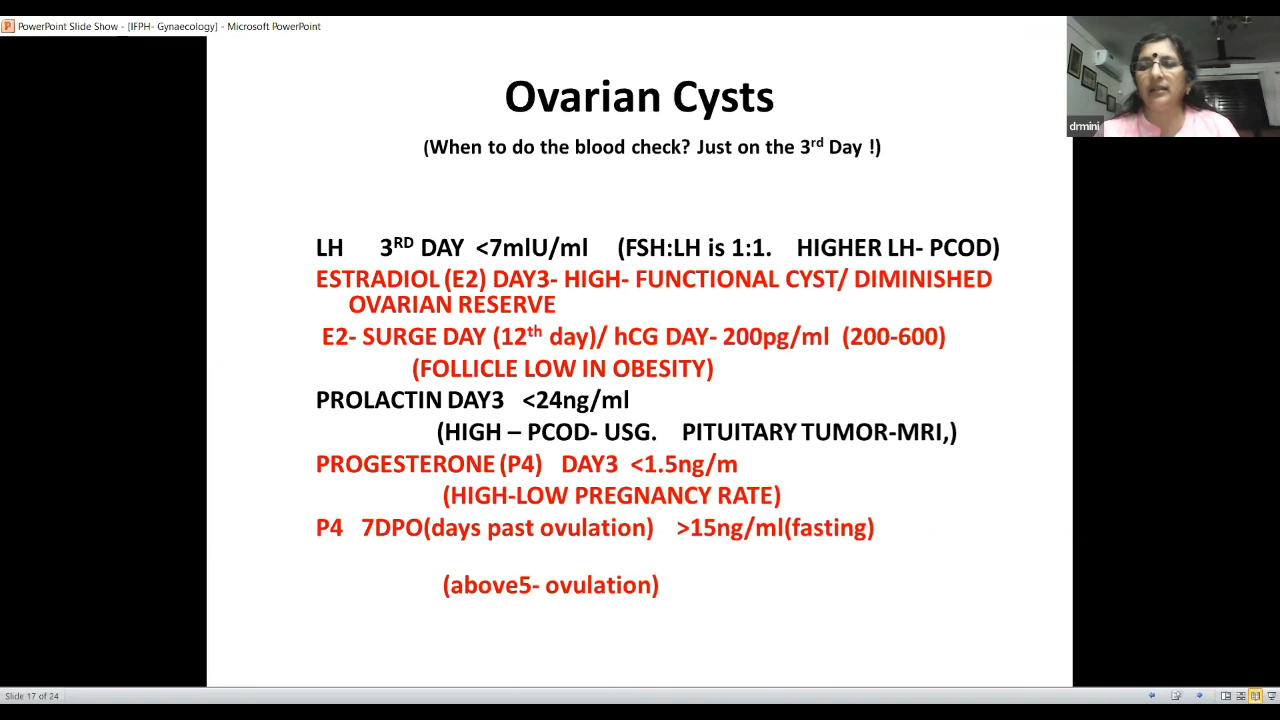 PowerPoint Slide Show - [IFPH- Gynaecology] - Microsoft PowerPoint
drmini
Ovarian Cysts
(When to do the blood check? Just on the 3rd Day !)
LH 3RD DAY <7mlU/ml (FSH:LH is 1:1. HIGHER LH- PCOD)
ESTRADIOL (E2) DAY3- HIGH- FUNCTIONAL CYST/ DIMINISHED
OVARIAN RESERVE
E2- SURGE DAY (12th day)/ hCG DAY- 200pg/ml (200-600)
(FOLLICLE LOW IN OBESITY)
PROLACTIN DAY3 <24ng/ml
(HIGH – PCOD- USG. PITUITARY TUMOR-MRI,)
PROGESTERONE (P4) DAY3 <1.5ng/m
(HIGH-LOW PREGNANCY RATE)
P4 7DPO(days past ovulation) >15ng/ml(fasting)
(above5- ovulation)
Slide 17 of 24